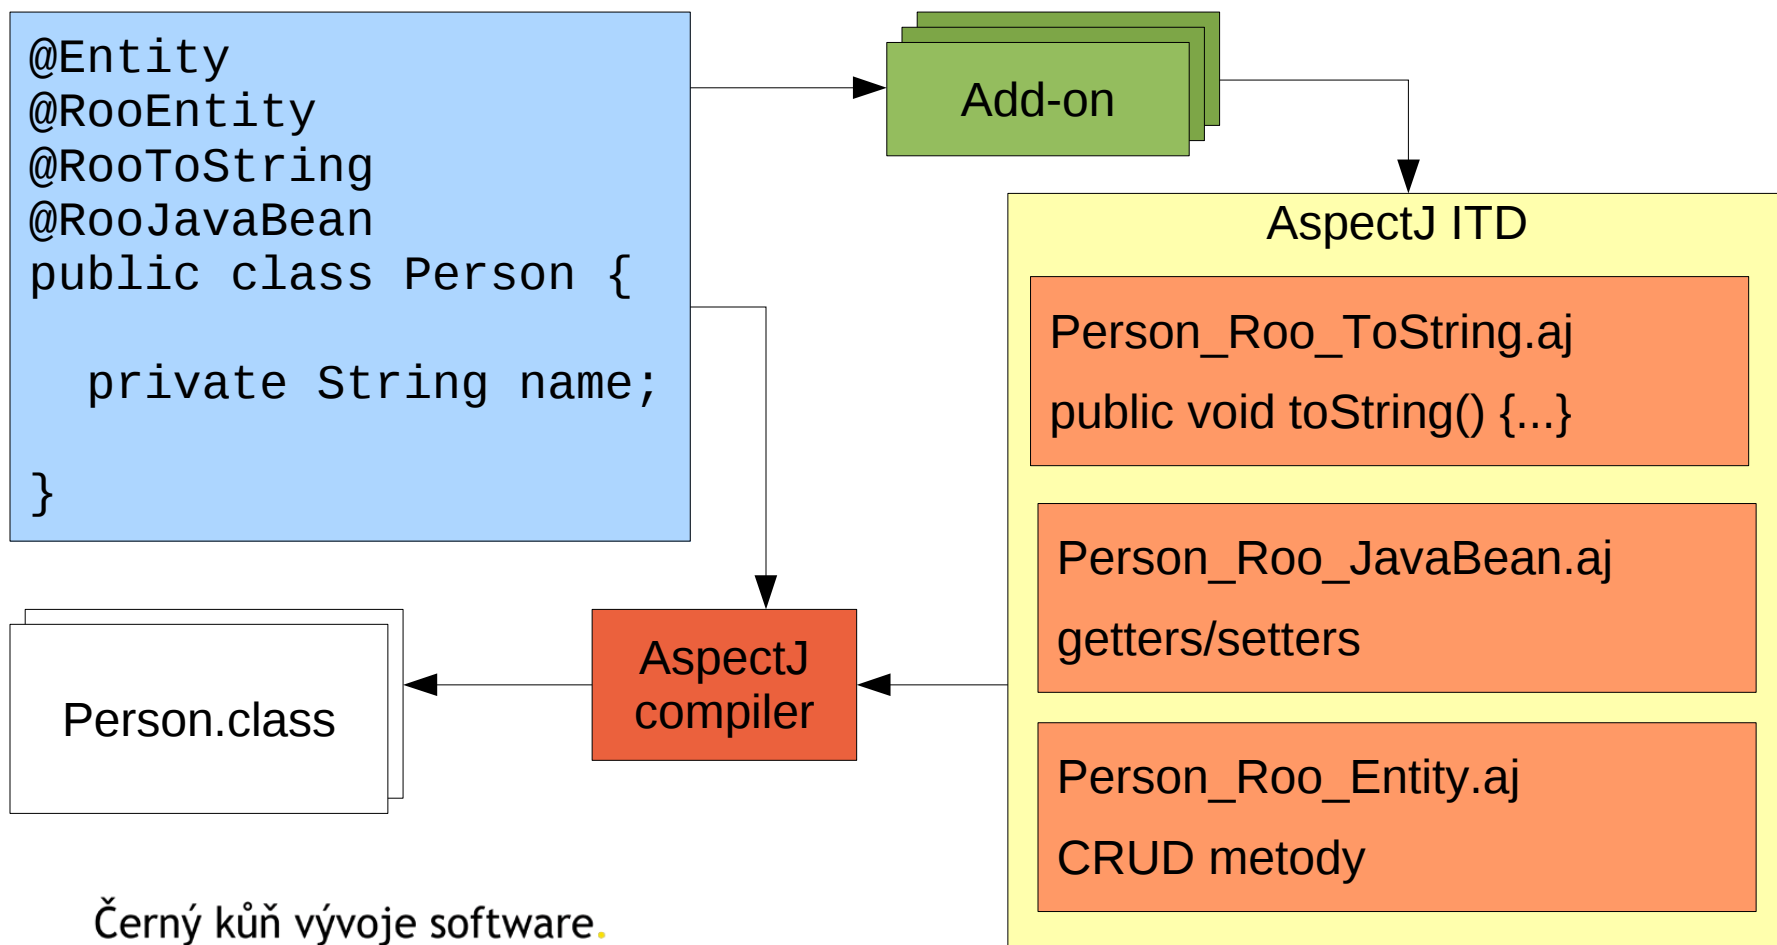 @Entity
@RooEntity
@RooToString
@RooJavaBean
public class Person {
private String name;
}
Add-on
AspectJ ITD
Person_Roo_ToString.aj
public void toString() {...}
Person_Roo_JavaBean.aj
getters/setters
Person_Roo_Entity.aj
CRUD metody
AspectJ
compiler
Person.class
Černý kůň vývoje software.